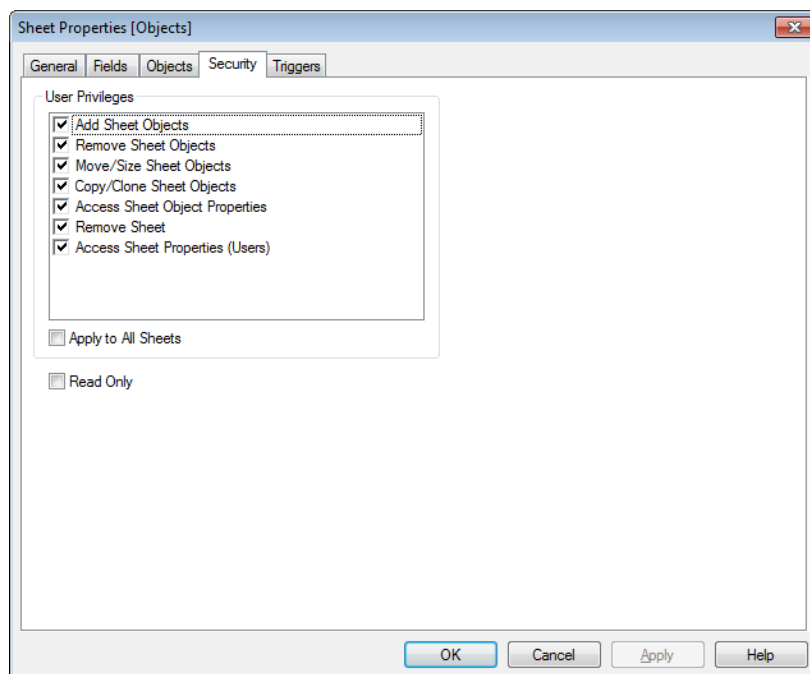 Sheet Properties [Objects]
General Fields Objects Security Triggers
User Privileges
Add Sheet Objects
Remove Sheet Objects
Move/Size Sheet Objects
Copy/Clone Sheet Objects
Access Sheet Object Properties
Remove Sheet
Access Sheet Properties (Users)
Apply to All Sheets
Read Only
OK Cancel Apply Help